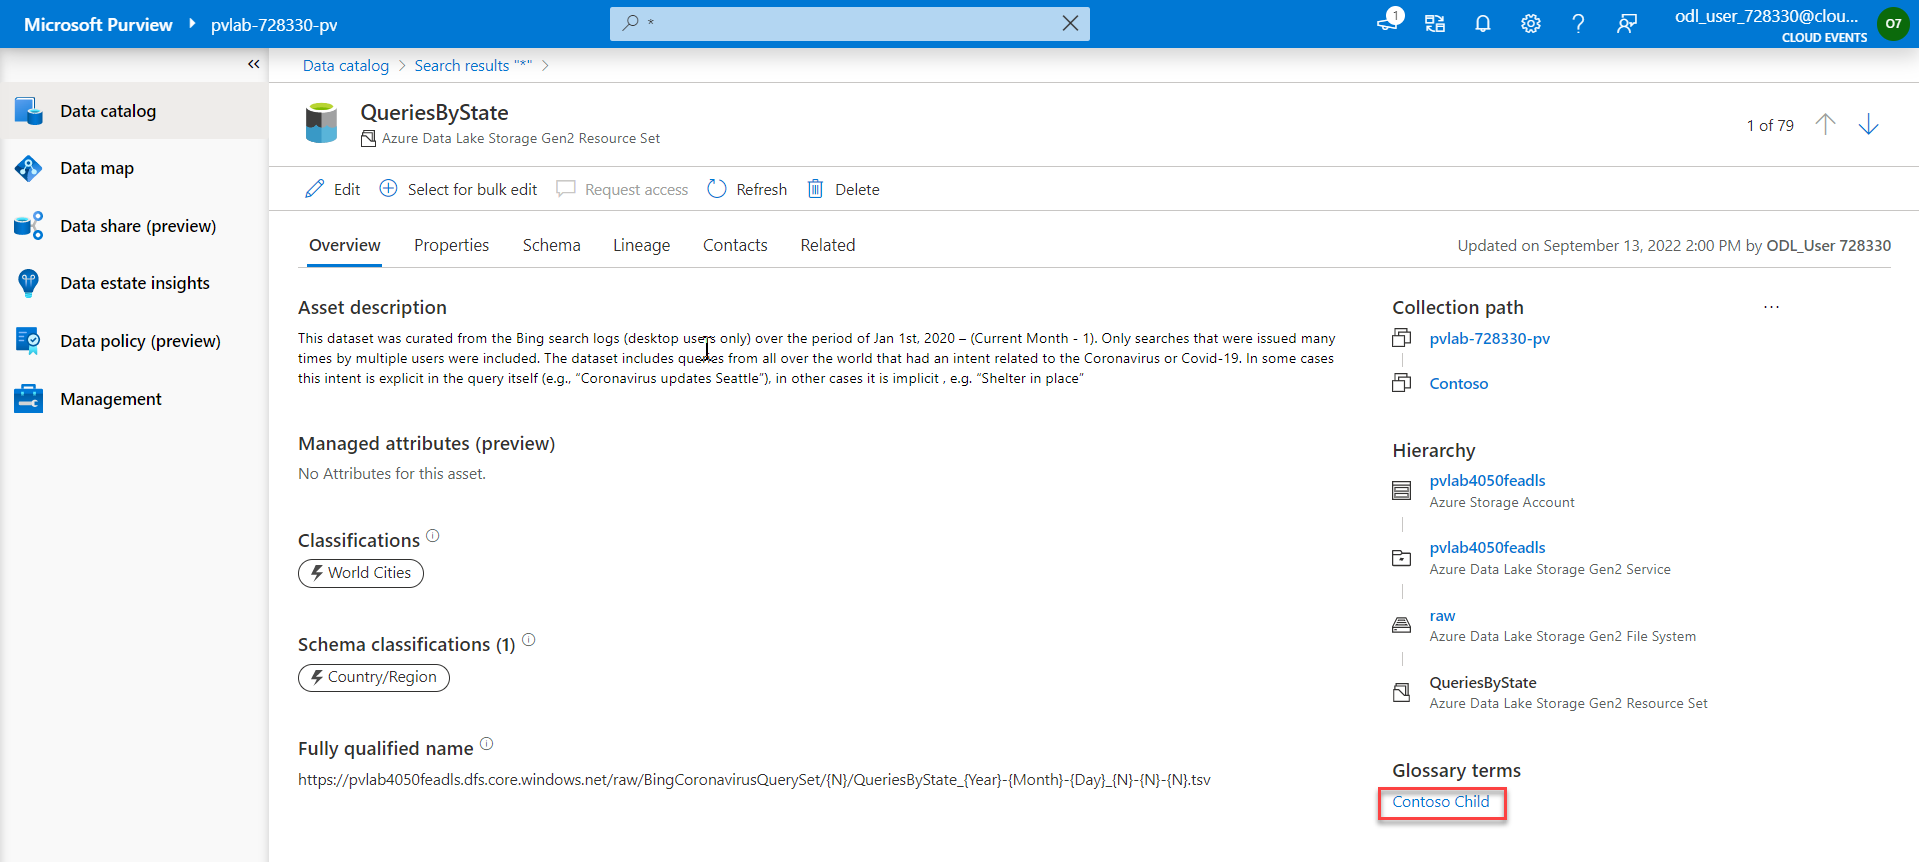 Microsoft Purview pvlab-728330-pv
*
1
odl_user_728330@clou...
CLOUD EVENTS
O7
Data catalog
Data map
Data share (preview)
Data estate insights
Data policy (preview)
Management
Data catalog > Search results "*" >
QueriesByState
Azure Data Lake Storage Gen2 Resource Set
1 of 79
Edit Select for bulk edit Request access Refresh Delete
Overview Properties Schema Lineage Contacts Related
Updated on September 13, 2022 2:00 PM by ODL_User 728330
Asset description
This dataset was curated from the Bing search logs (desktop users only) over the period of Jan 1st, 2020 – (Current Month - 1). Only searches that were issued many
times by multiple users were included. The dataset includes queries from all over the world that had an intent related to the Coronavirus or Covid-19. In some cases
this intent is explicit in the query itself (e.g., “Coronavirus updates Seattle”), in other cases it is implicit , e.g. “Shelter in place”
Managed attributes (preview)
No Attributes for this asset.
Classifications
World Cities
Schema classifications (1)
Country/Region
Fully qualified name
https://pvlab4050feadls.dfs.core.windows.net/raw/BingCoronavirusQuerySet/{N}/QueriesByState_{Year}-{Month}-{Day}_{N}-{N}-{N}.tsv
Collection path
pvlab-728330-pv
Contoso
Hierarchy
pvlab4050feadls
Azure Storage Account
pvlab4050feadls
Azure Data Lake Storage Gen2 Service
raw
Azure Data Lake Storage Gen2 File System
QueriesByState
Azure Data Lake Storage Gen2 Resource Set
Glossary terms
Contoso Child